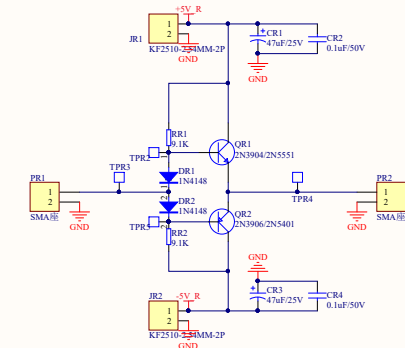 +5V_R
1
2
JR1
KF2510-2.54MM-2P
GND
CR1
47uF/25V
CR2
0.1uF/50V
GND
RR1
9.1K
TPR2
QR1
2N3904/2N5551
TPR3
DR1
1N4148
PR1
1
2
SMA座
GND
TPR4
PR2
1
2
SMA座
GND
DR2
1N4148
QR2
2N3906/2N5401
RR2
9.1K
GND
JR2
-5V_R
1
2
KF2510-2.54MM-2P
GND
CR3
47uF/25V
CR4
0.1uF/50V